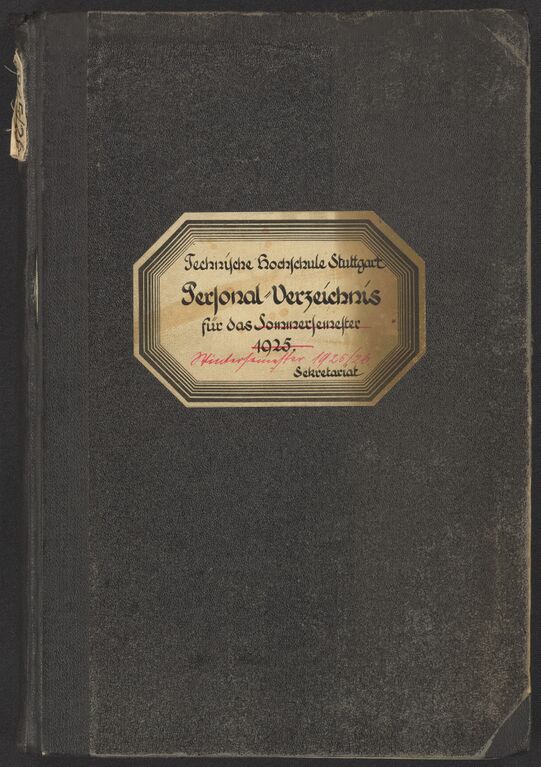 Technische Hochschule Stuttgart
Personal-Verzeichnis
für das Sommersemester
1925.
Wintersemester 1925/26
Sekretariat